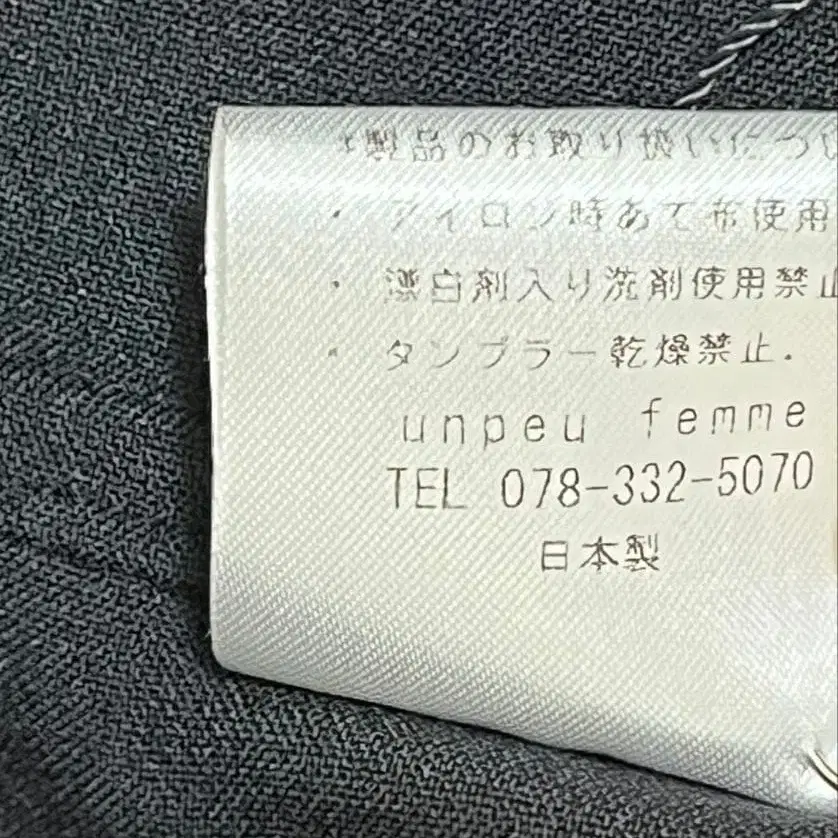 *製品のお取り扱いについ
・ アイロン時あて布使用
・ 漂白剤入り洗剤使用禁止
・ タンブラー乾燥禁止.
unpeu femme
TEL 078-332-5070
日本製